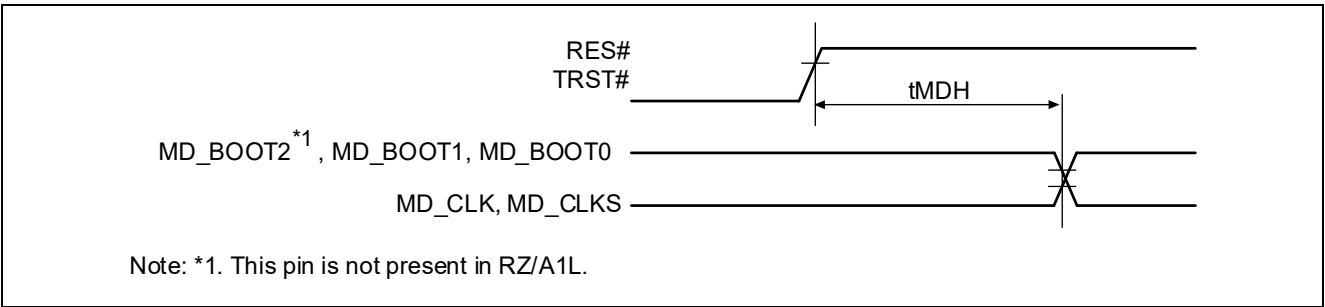 RES#
TRST#
tMDH
MD_BOOT2*1 , MD_BOOT1, MD_BOOT0
MD_CLK, MD_CLKS
Note: *1. This pin is not present in RZ/A1L.